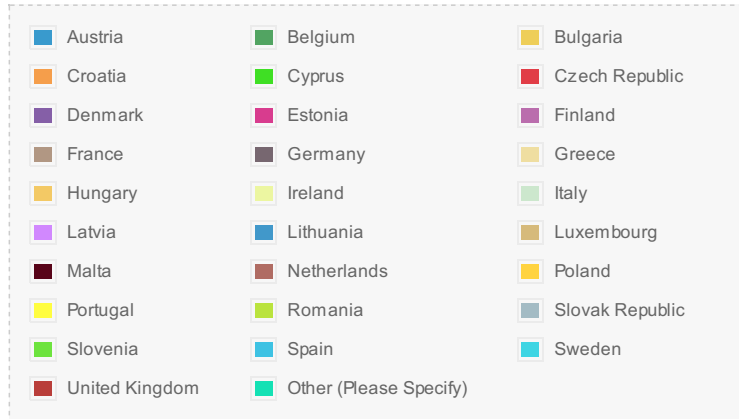 Austria Belgium Bulgaria
Croatia Cyprus Czech Republic
Denmark Estonia Finland
France Germany Greece
Hungary Ireland Italy
Latvia Lithuania Luxembourg
Malta Netherlands Poland
Portugal Romania Slovak Republic
Slovenia Spain Sweden
United Kingdom Other (Please Specify)